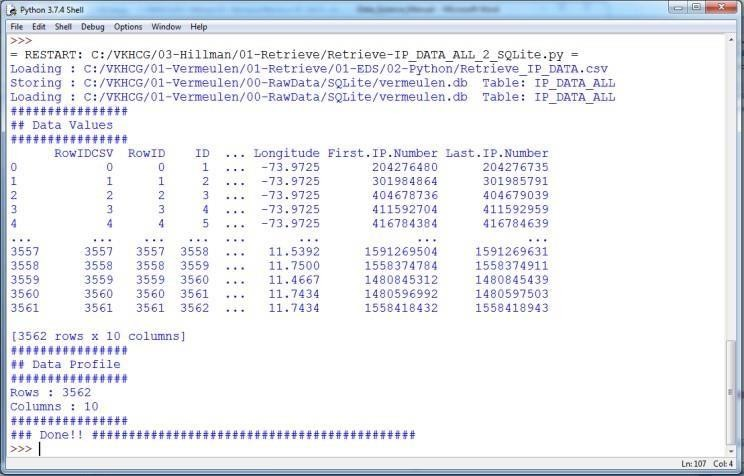 Python 3.7.4 Shell
File Edit Shell Debug Options Window Help
>>>
= RESTART: C:/VKHCG/03-Hillman/01-Retrieve/Retrieve-IP_DATA_ALL_2_SQLite.py =
Loading : C:/VKHCG/01-Vermeulen/01-Retrieve/01-EDS/02-Python/Retrieve_IP_DATA.csv
Storing : C:/VKHCG/01-Vermeulen/00-RawData/SQLite/vermeulen.db  Table: IP_DATA_ALL
Loading : C:/VKHCG/01-Vermeulen/00-RawData/SQLite/vermeulen.db  Table: IP_DATA_ALL
################
## Data Values
################
      RowIDCSV  RowID    ID  ...  Longitude  First.IP.Number  Last.IP.Number
0            0      0     1  ...   -73.9725        204276480       204276735
1            1      1     2  ...   -73.9725        301984864       301985791
2            2      2     3  ...   -73.9725        404678736       404679039
3            3      3     4  ...   -73.9725        411592704       411592959
4            4      4     5  ...   -73.9725        416784384       416784639
...        ...    ...   ...  ...        ...              ...             ...
3557      3557   3557  3558  ...    11.5392       1591269504      1591269631
3558      3558   3558  3559  ...    11.7500       1558374784      1558374911
3559      3559   3559  3560  ...    11.4667       1480845312      1480845439
3560      3560   3560  3561  ...    11.7434       1480596992      1480597503
3561      3561   3561  3562  ...    11.7434       1558418432      1558418943
[3562 rows x 10 columns]
################
## Data Profile
################
Rows : 3562
Columns : 10
################
### Done!! ############################################
>>>
Ln: 107 Col: 4